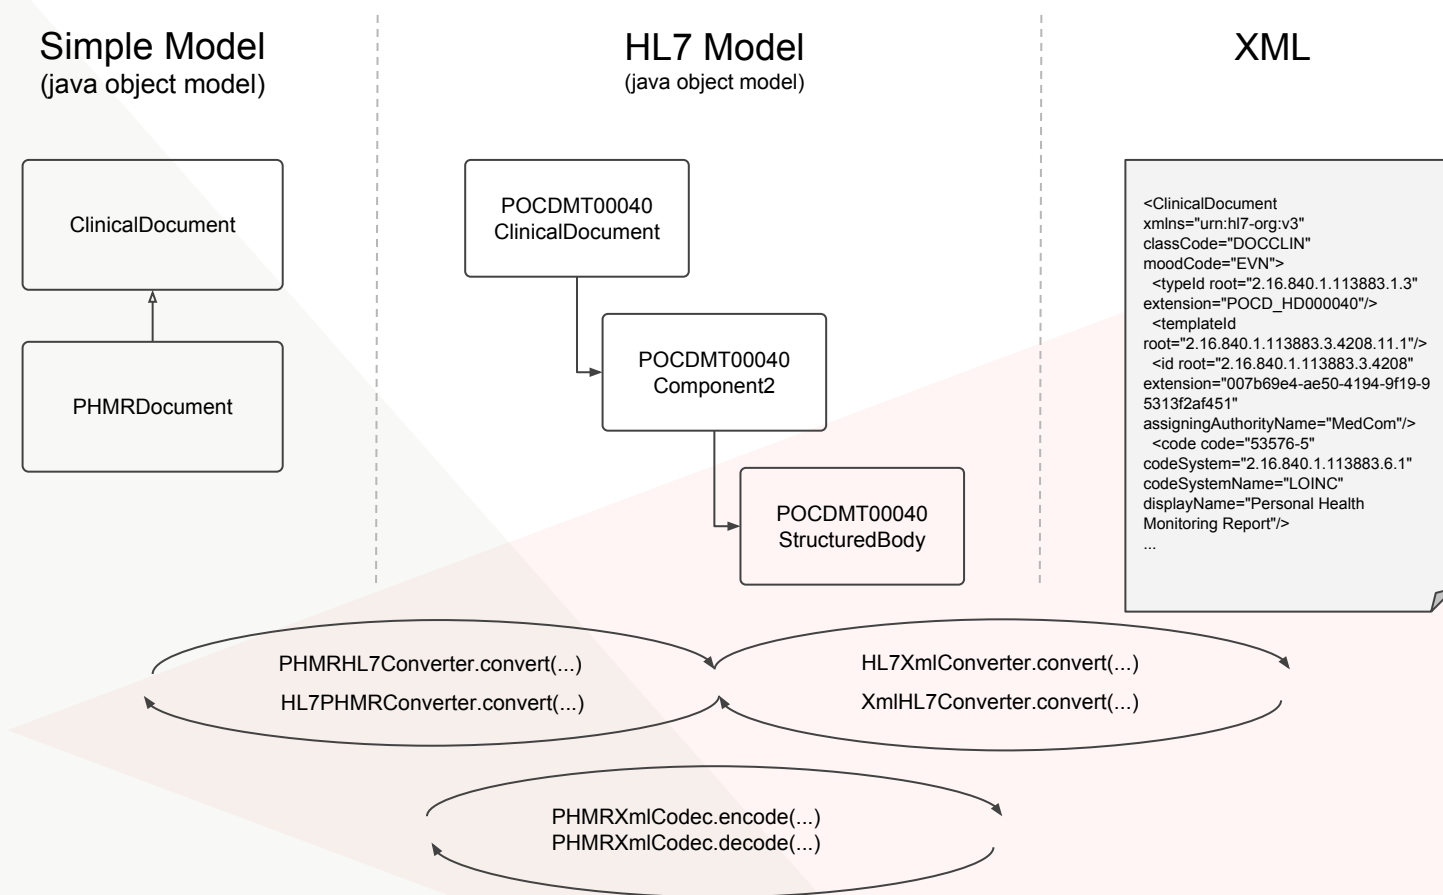 Simple Model
(java object model)
HL7 Model
(java object model)
XML
ClinicalDocument
PHMRDocument
POCDMT00040
ClinicalDocument
POCDMT00040
Component2
POCDMT00040
StructuredBody
<ClinicalDocument
xmlns="urn:hl7-org:v3"
classCode="DOCCLIN"
moodCode="EVN">
<typeId root="2.16.840.1.113883.1.3"
extension="POCD_HD000040"/>
<templateId
root="2.16.840.1.113883.3.4208.11.1"/>
<id root="2.16.840.1.113883.3.4208"
extension="007b69e4-ae50-4194-9f19-9
5313f2af451"
assigningAuthorityName="MedCom"/>
<code code="53576-5"
codeSystem="2.16.840.1.113883.6.1"
codeSystemName="LOINC"
displayName="Personal Health
Monitoring Report"/>
...
PHMRHL7Converter.convert(...)
HL7PHMRConverter.convert(...)
HL7XmlConverter.convert(...)
XmlHL7Converter.convert(...)
PHMRXmlCodec.encode(...)
PHMRXmlCodec.decode(...)